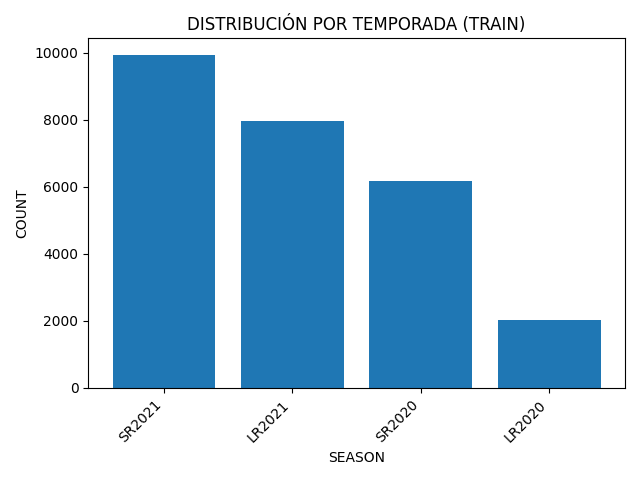 DISTRIBUCIÓN POR TEMPORADA (TRAIN)
COUNT
10000
8000
6000
4000
2000
0
SR2021
LR2021
SR2020
LR2020
SEASON